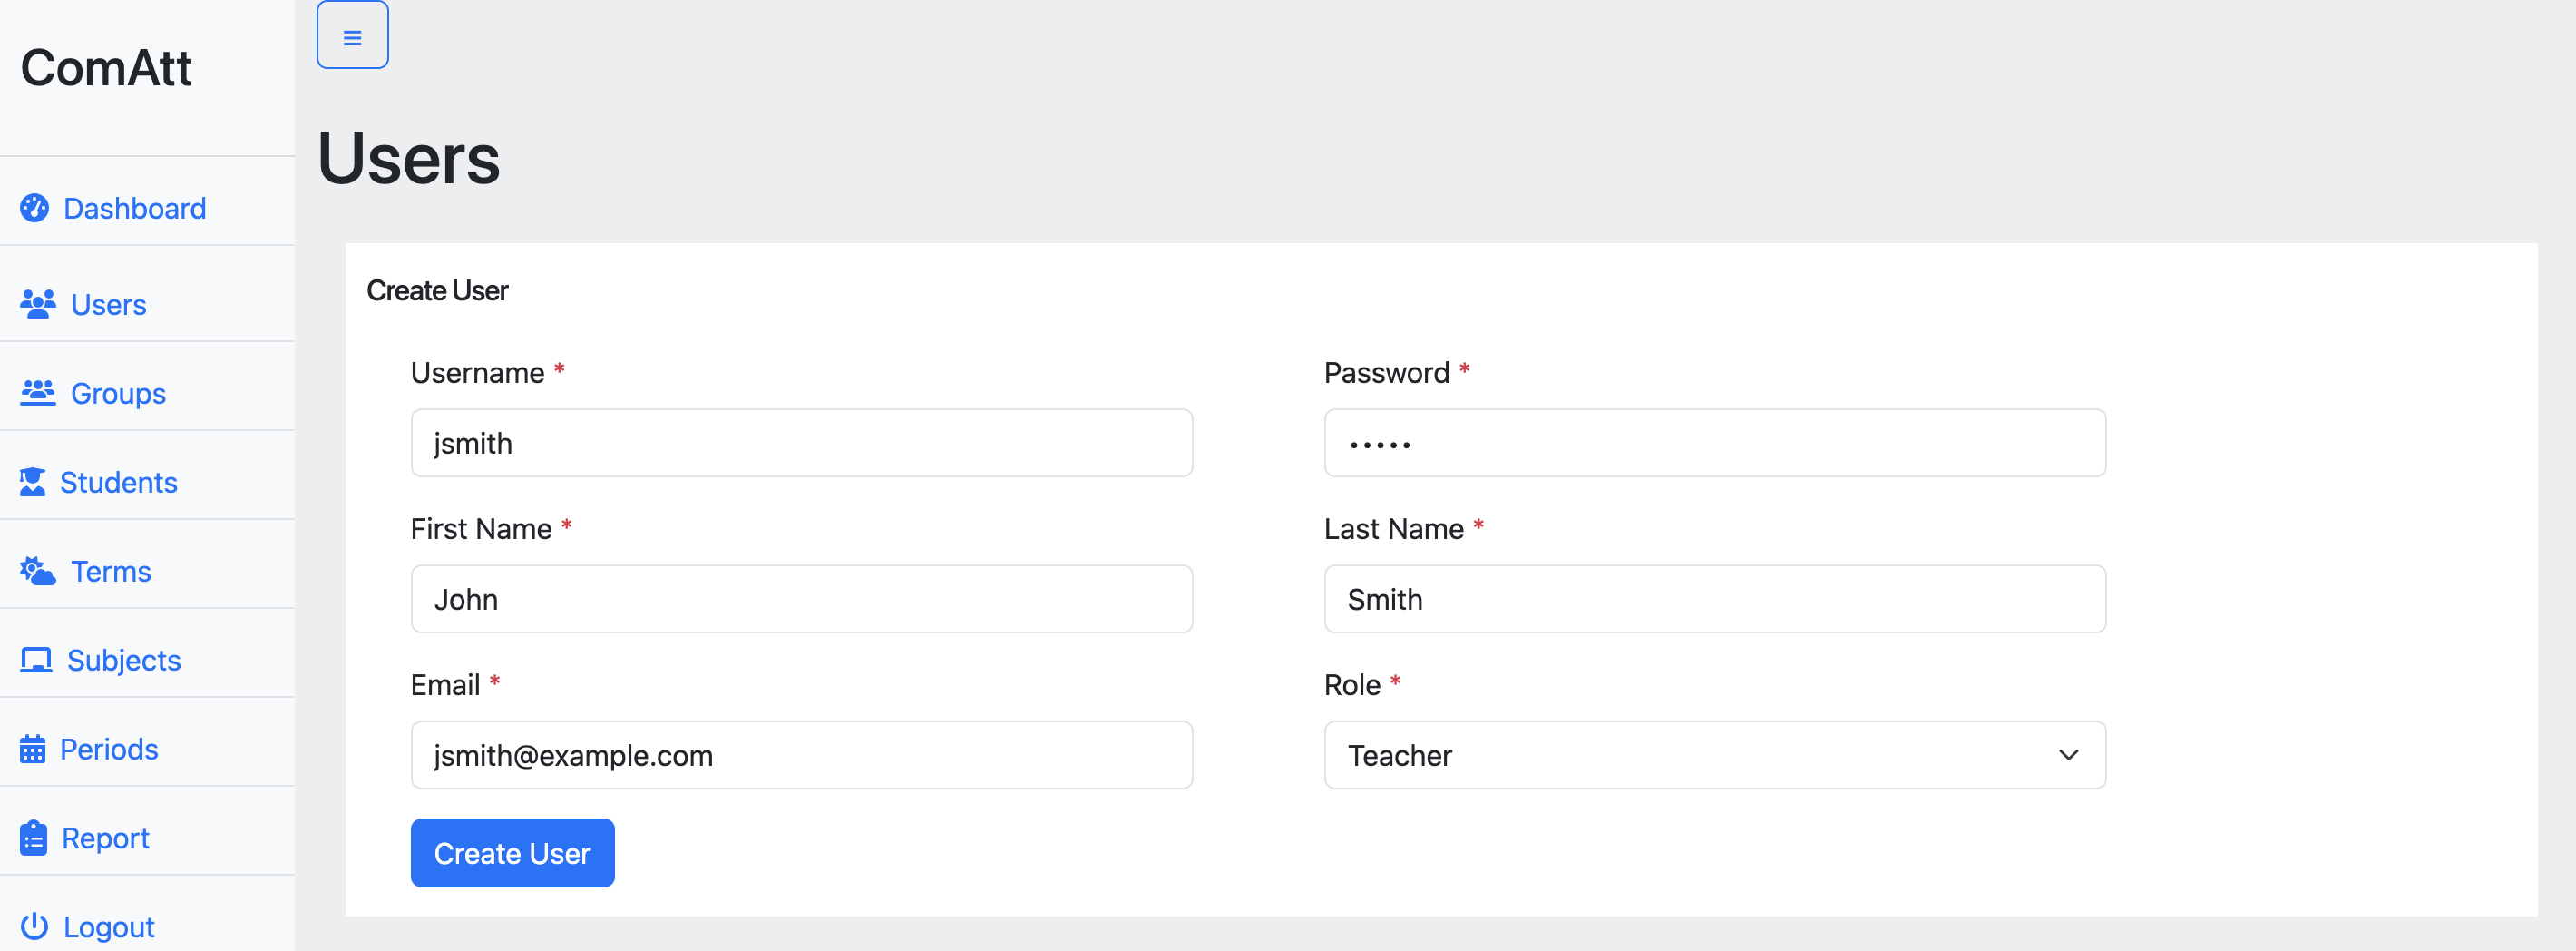 ComAtt
Dashboard
Users
Groups
Students
Terms
Subjects
Periods
Report
Logout
Users
Create User
Username *
Password *
jsmith
•••••
First Name *
Last Name *
John
Smith
Email *
Role *
jsmith@example.com
Teacher
Create User